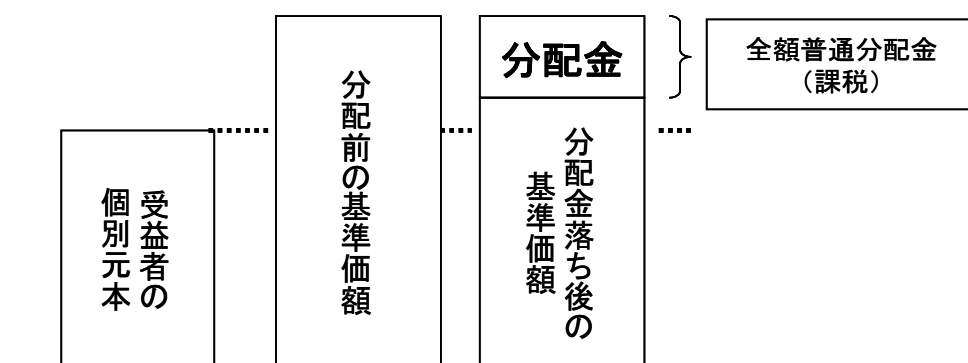 受益者の
個別元本
分配前の基準価額
分配金
分配金落ち後の
基準価額
全額普通分配金
（課税）